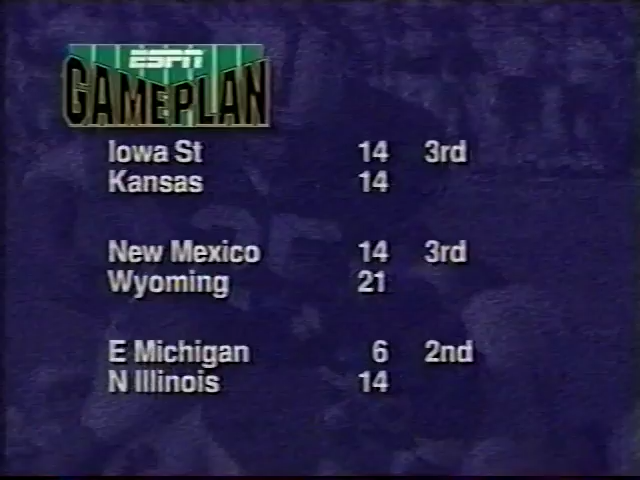 ESPN
GAMEPLAN
Iowa St 14 3rd
Kansas 14
New Mexico 14 3rd
Wyoming 21
E Michigan 6 2nd
N Illinois 14